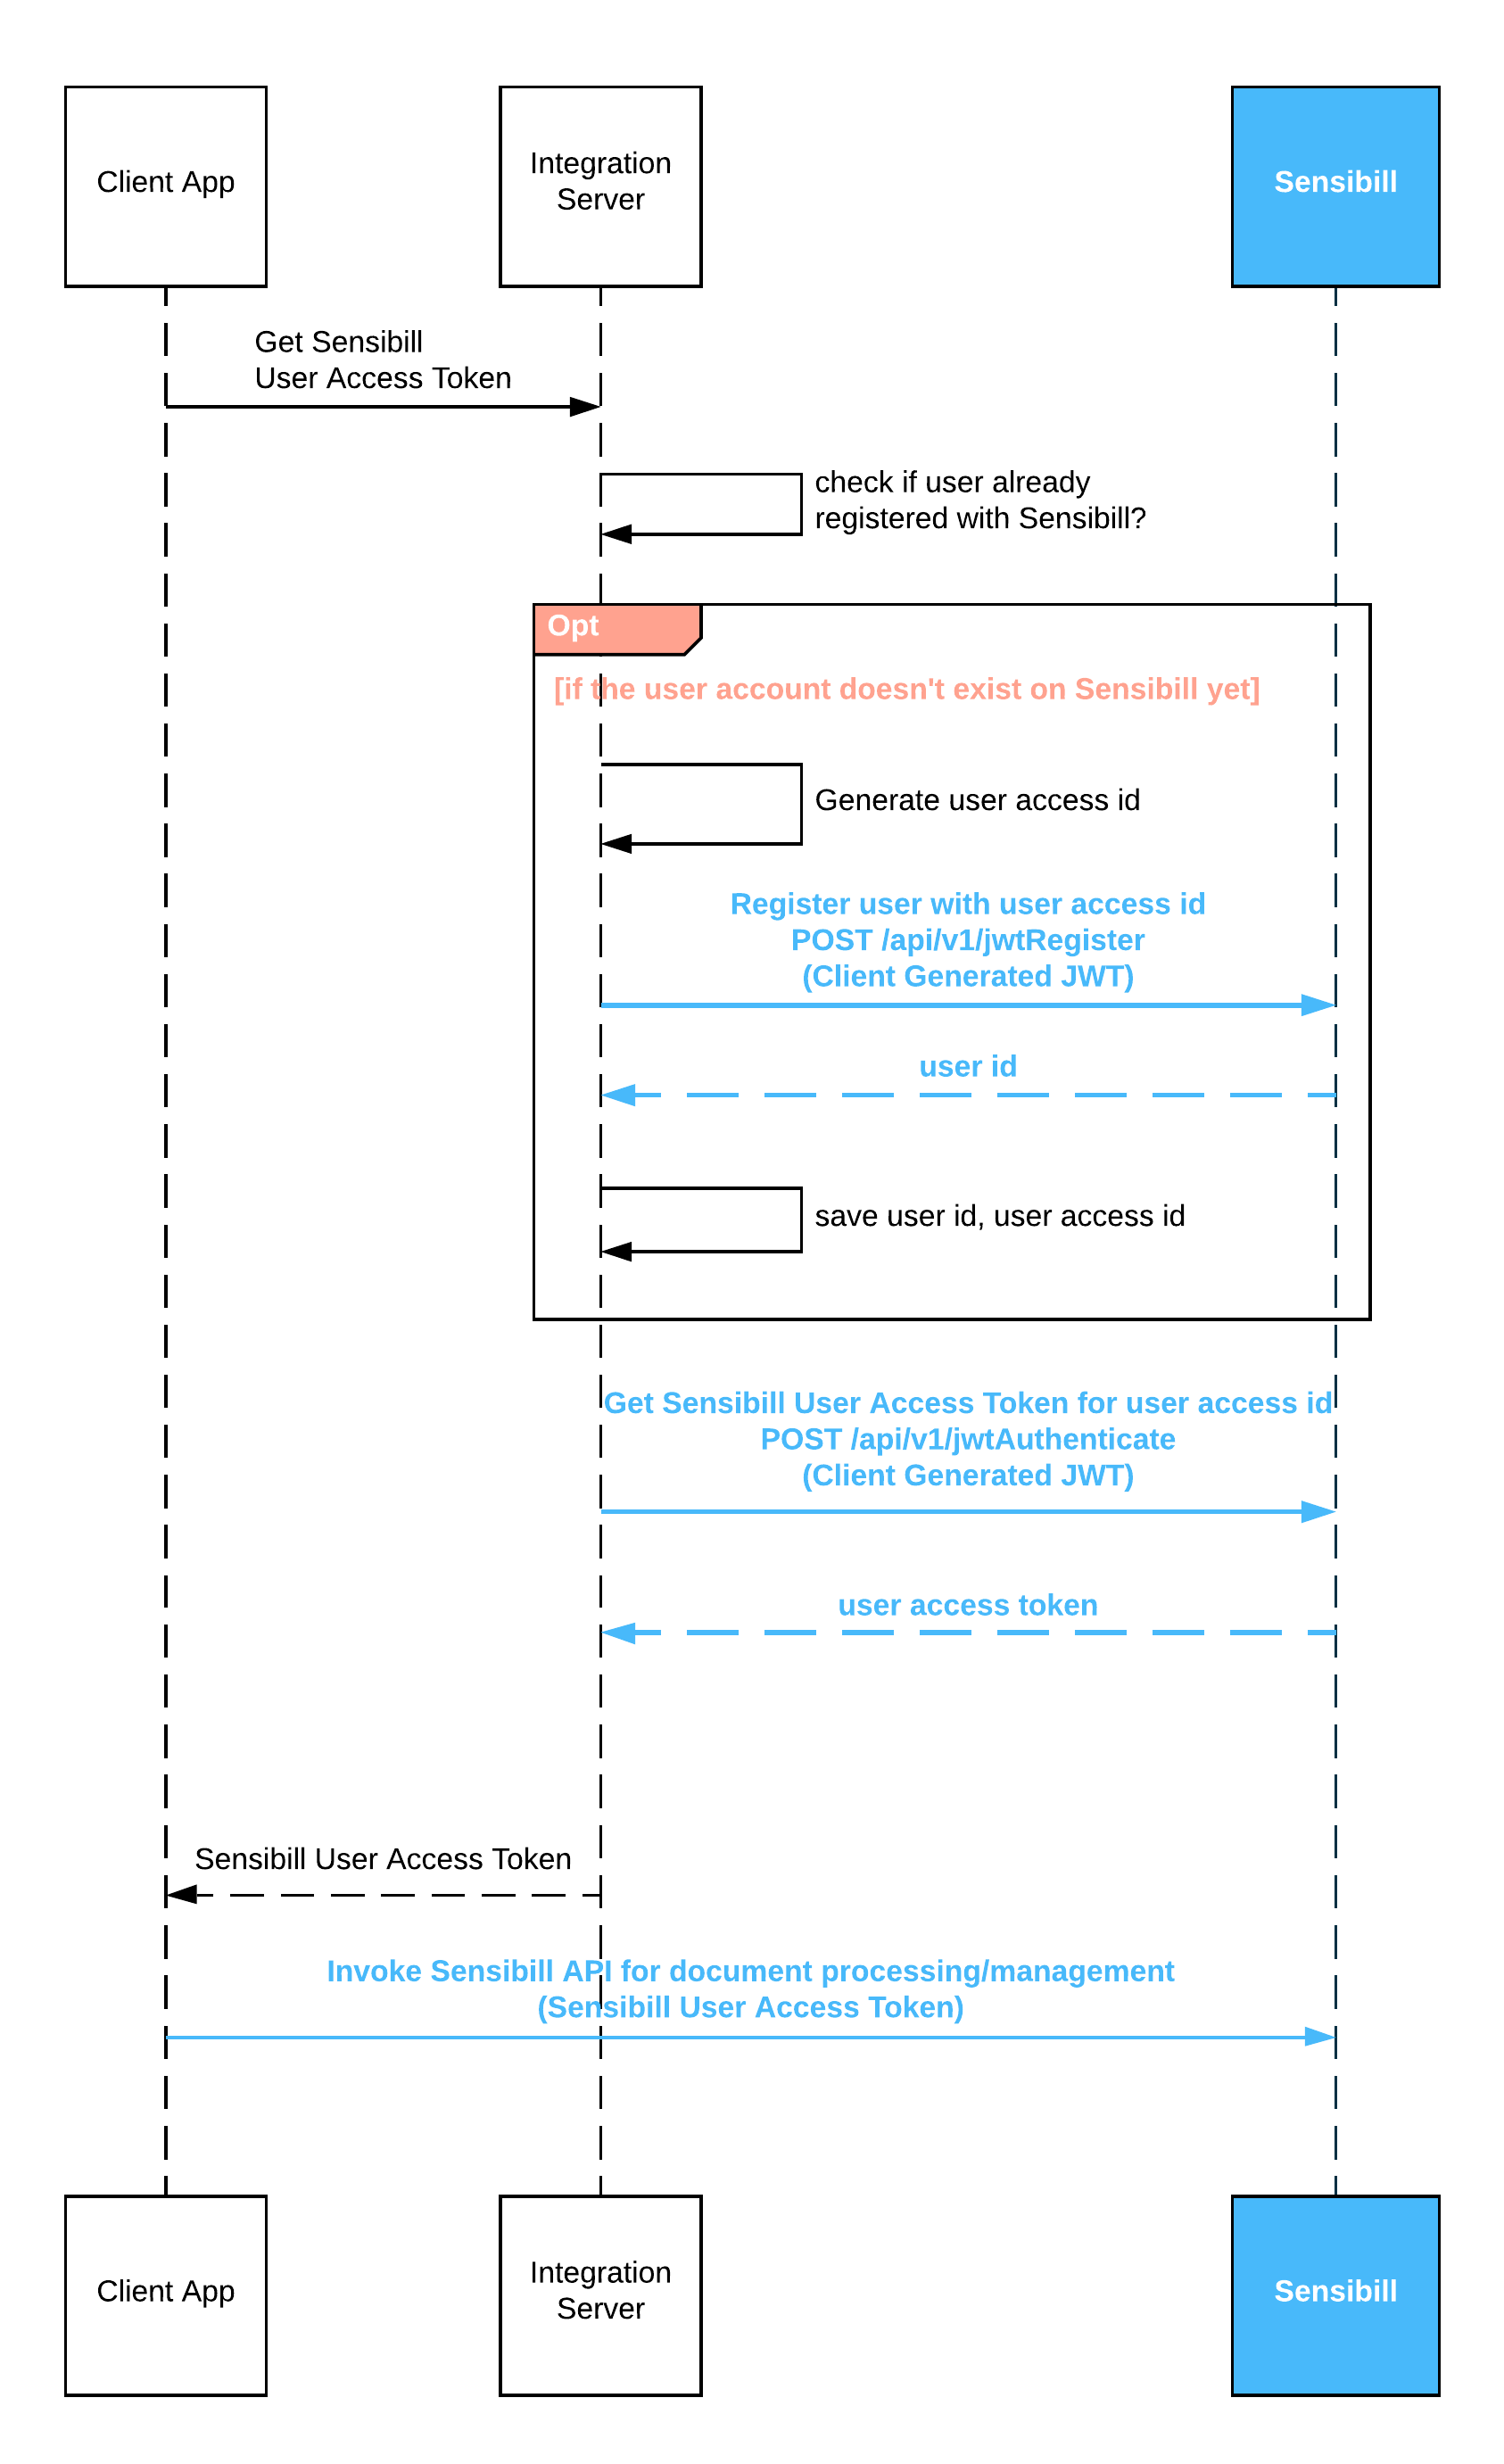 Client App
Integration
Server
Sensibill
Get Sensibill
User Access Token
check if user already
registered with Sensibill?
Opt
[if the user account doesn't exist on Sensibill yet]
Generate user access id
Register user with user access id
POST /api/v1/jwtRegister
(Client Generated JWT)
user id
save user id, user access id
Get Sensibill User Access Token for user access id
POST /api/v1/jwtAuthenticate
(Client Generated JWT)
user access token
Sensibill User Access Token
Invoke Sensibill API for document processing/management
(Sensibill User Access Token)
Client App
Integration
Server
Sensibill